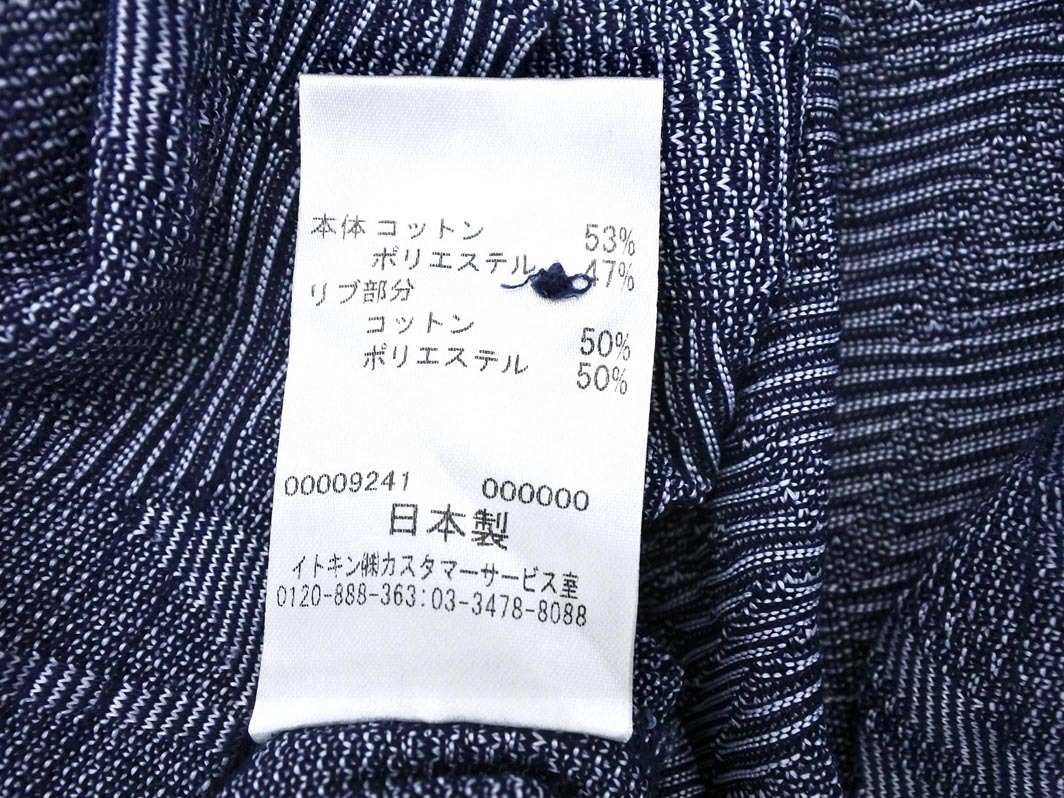 本体 コットン 53%
ポリエステル 47%
リブ部分
コットン 50%
ポリエステル 50%
00009241 000000
日本製
イトキン㈱カスタマーサービス室
0120-888-363:03-3478-8088